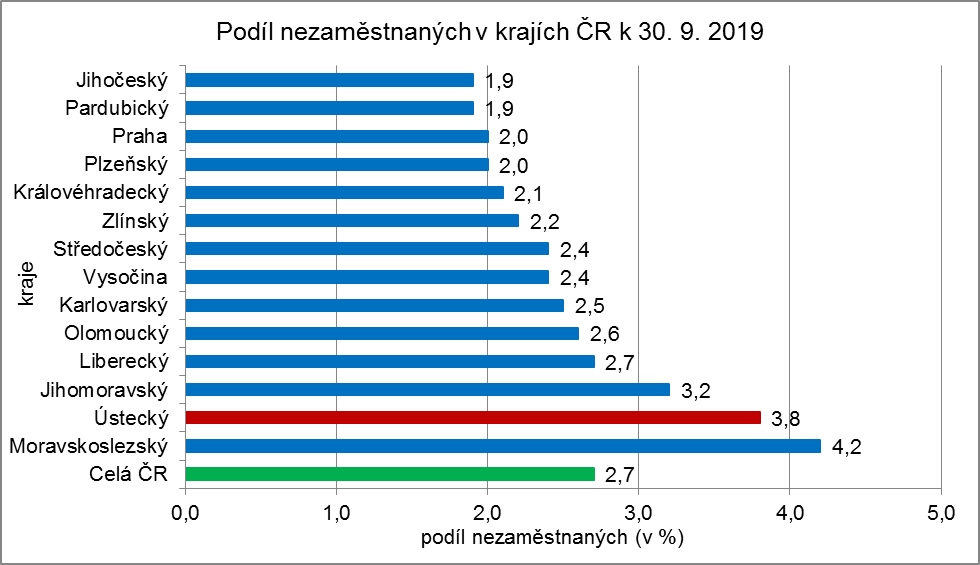 Podíl nezaměstnaných v krajích ČR k 30. 9. 2019
kraje
Jihočeský 1,9
Pardubický 1,9
Praha 2,0
Plzeňský 2,0
Královéhradecký 2,1
Zlínský 2,2
Středočeský 2,4
Vysočina 2,4
Karlovarský 2,5
Olomoucký 2,6
Liberecký 2,7
Jihomoravský 3,2
Ústecký 3,8
Moravskoslezský 4,2
Celá ČR 2,7
0,0 1,0 2,0 3,0 4,0 5,0
podíl nezaměstnaných (v %)